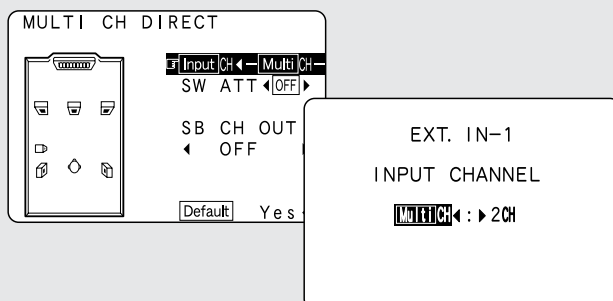 MULTI CH DIRECT
☞ Input CH ◀ — Multi CH —
SW ATT ◀ OFF ▶
SB CH OUT
◀ OFF
Default Yes
EXT. IN-1
INPUT CHANNEL
Multi CH ◀ : ▶ 2CH